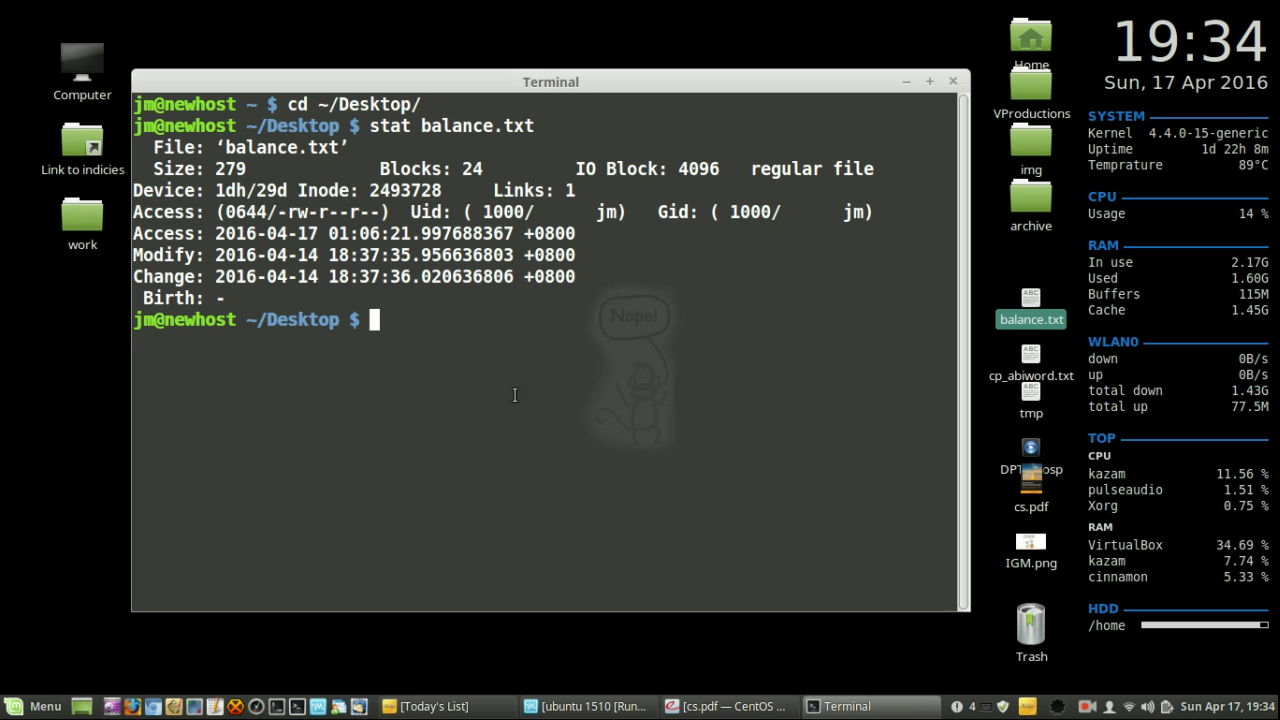 Computer
Link to indicies
work
Terminal
jm@newhost ~ $ cd ~/Desktop/
jm@newhost ~/Desktop $ stat balance.txt
  File: ‘balance.txt’
  Size: 279             Blocks: 24         IO Block: 4096   regular file
Device: 1dh/29d Inode: 2493728     Links: 1
Access: (0644/-rw-r--r--)  Uid: ( 1000/      jm)   Gid: ( 1000/      jm)
Access: 2016-04-17 01:06:21.997688367 +0800
Modify: 2016-04-14 18:37:35.956636803 +0800
Change: 2016-04-14 18:37:36.020636806 +0800
 Birth: -
jm@newhost ~/Desktop $
Nope!
Home
VProductions
img
archive
balance.txt
cp_abiword.txt
tmp
cs.pdf
IGM.png
Trash
19:34
Sun, 17 Apr 2016
SYSTEM
Kernel 4.4.0-15-generic
Uptime 1d 22h 8m
Temprature 89°C
CPU
Usage 14 %
RAM
In use 2.17G
Used 1.60G
Buffers 115M
Cache 1.45G
WLAN0
down 0B/s
up 0B/s
total down 1.43G
total up 77.5M
TOP
CPU
kazam 11.56 %
pulseaudio 1.51 %
Xorg 0.75 %
RAM
VirtualBox 34.69 %
kazam 7.74 %
cinnamon 5.33 %
HDD
/home
Menu
[Today's List]
[ubuntu 1510 [Run...
[cs.pdf — CentOS ...
Terminal
4
Sun Apr 17, 19:34